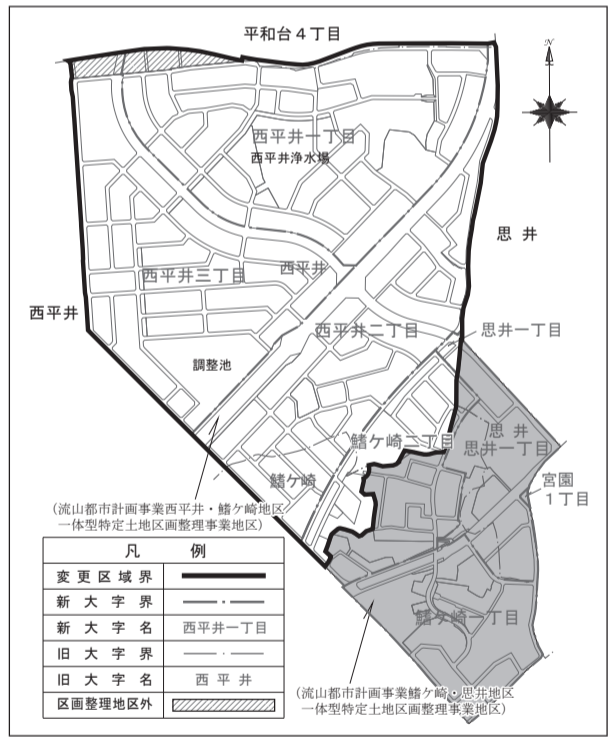 平和台４丁目
N
西平井一丁目
西平井浄水場
思井
西平井
西平井三丁目
西平井
西平井二丁目
思井一丁目
調整池
鰭ケ崎二丁目
思井
思井一丁目
鰭ケ崎
宮園
１丁目
(流山都市計画事業西平井・鰭ケ崎地区
一体型特定土地区画整理事業地区)
鰭ケ崎一丁目
凡例
変更区域界
新大字界
新大字名 西平井一丁目
旧大字界
旧大字名 西平井
区画整理地区外
(流山都市計画事業鰭ケ崎・思井地区
一体型特定土地区画整理事業地区)